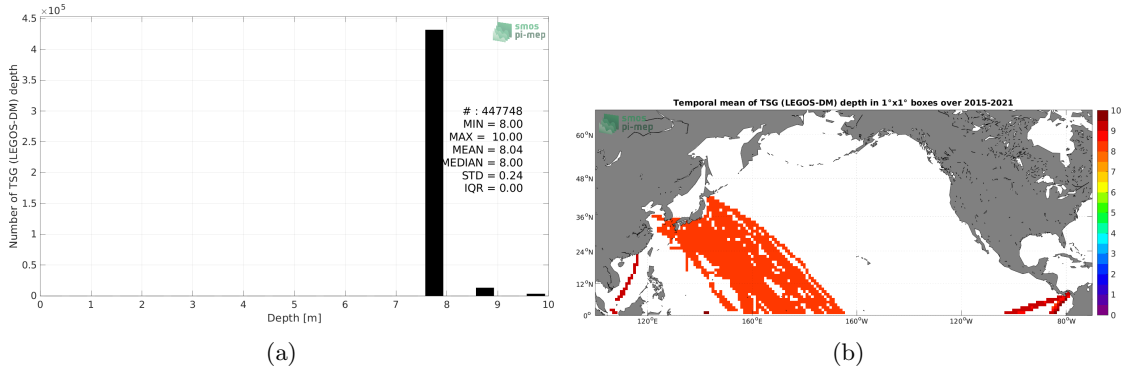 ×10⁵
4.5
4
3.5
3
2.5
2
1.5
1
0.5
0
0 1 2 3 4 5 6 7 8 9 10
Number of TSG (LEGOS-DM) depth
Depth [m]
smos
pi-mep
# : 447748
MIN = 8.00
MAX = 10.00
MEAN = 8.04
MEDIAN = 8.00
STD = 0.24
IQR = 0.00
(a)
Temporal mean of TSG (LEGOS-DM) depth in 1°x1° boxes over 2015-2021
smos
pi-mep
60°N
48°N
36°N
24°N
12°N
0°
120°E 160°E 160°W 120°W 80°W
10
9
8
7
6
5
4
3
2
1
0
(b)